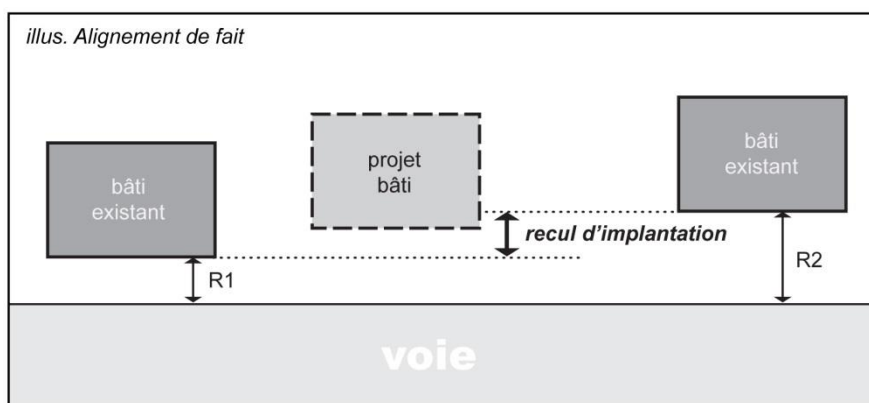 illus. Alignement de fait
bâti
existant
projet
bâti
bâti
existant
recul d'implantation
R1
R2
voie